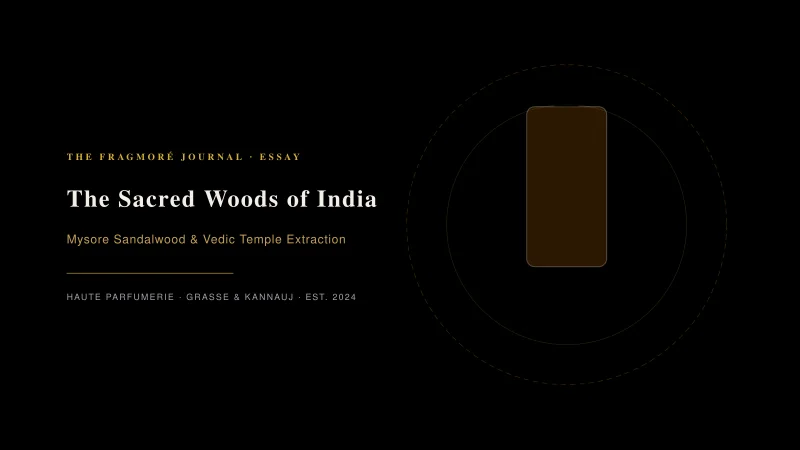 THE FRAGMORÉ JOURNAL · ESSAY
The Sacred Woods of India
Mysore Sandalwood & Vedic Temple Extraction
HAUTE PARFUMERIE · GRASSE & KANNAUJ · EST. 2024